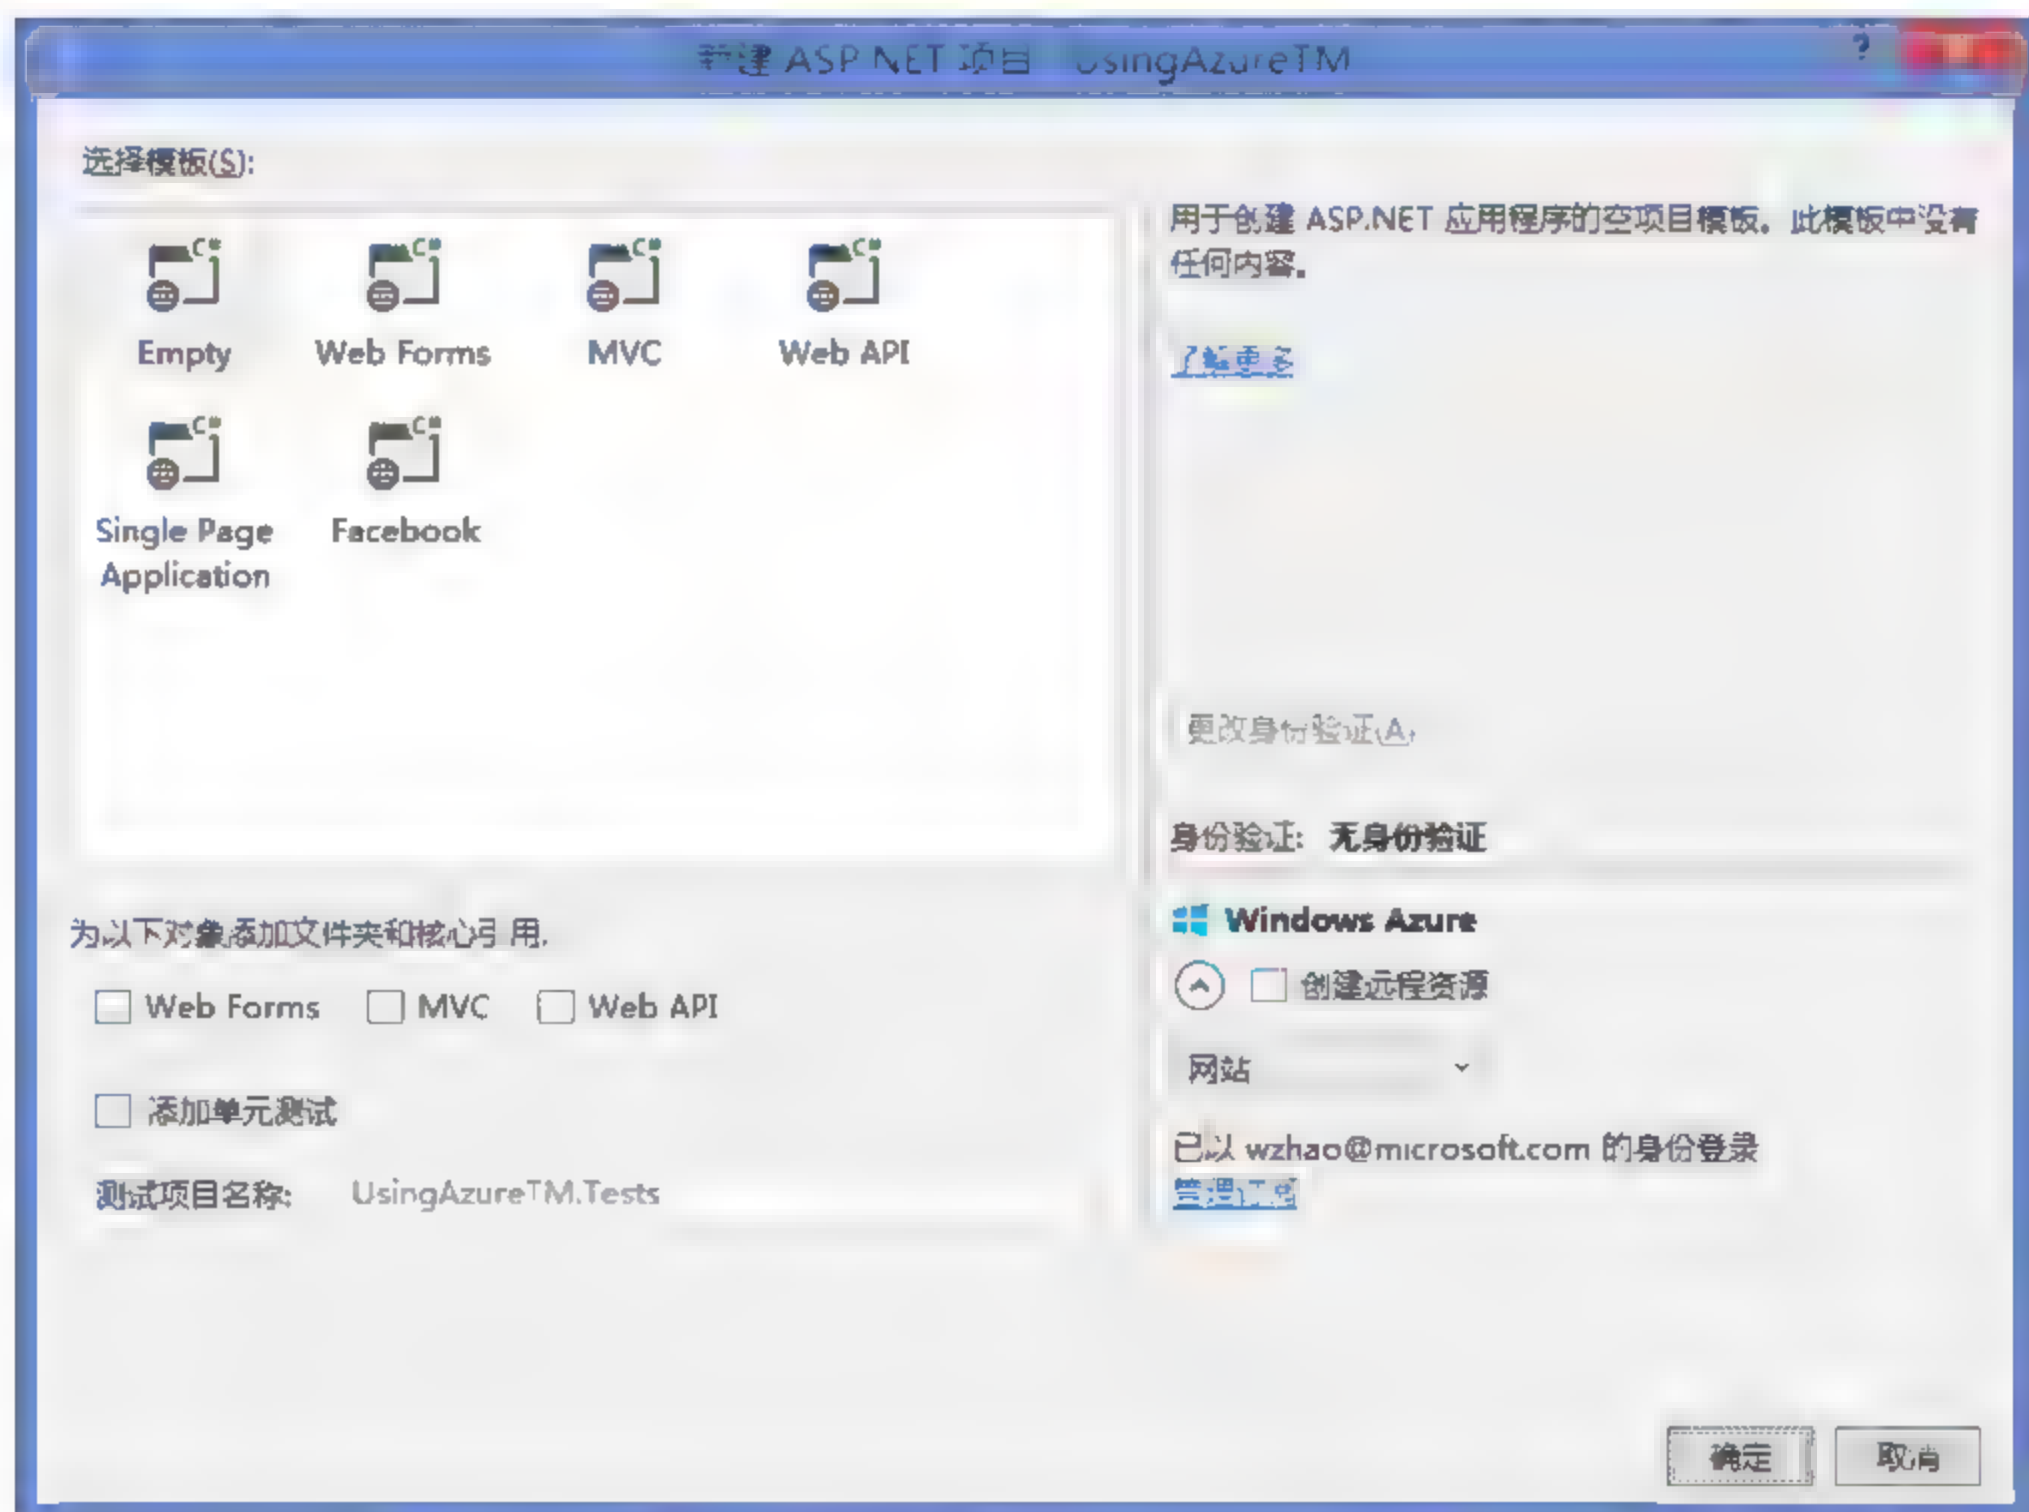 新建 ASP.NET 项目 - UsingAzureTM
?
选择模板(S):
Empty
Web Forms
MVC
Web API
Single Page
Application
Facebook
用于创建 ASP.NET 应用程序的空项目模板。此模板中没有
任何内容。
了解更多
更改身份验证(A)
身份验证: 无身份验证
为以下对象添加文件夹和核心引用:
Web Forms MVC Web API
添加单元测试
测试项目名称: UsingAzureTM.Tests
Windows Azure
创建远程资源
网站
已以 wzhao@microsoft.com 的身份登录
管理订阅
确定 取消